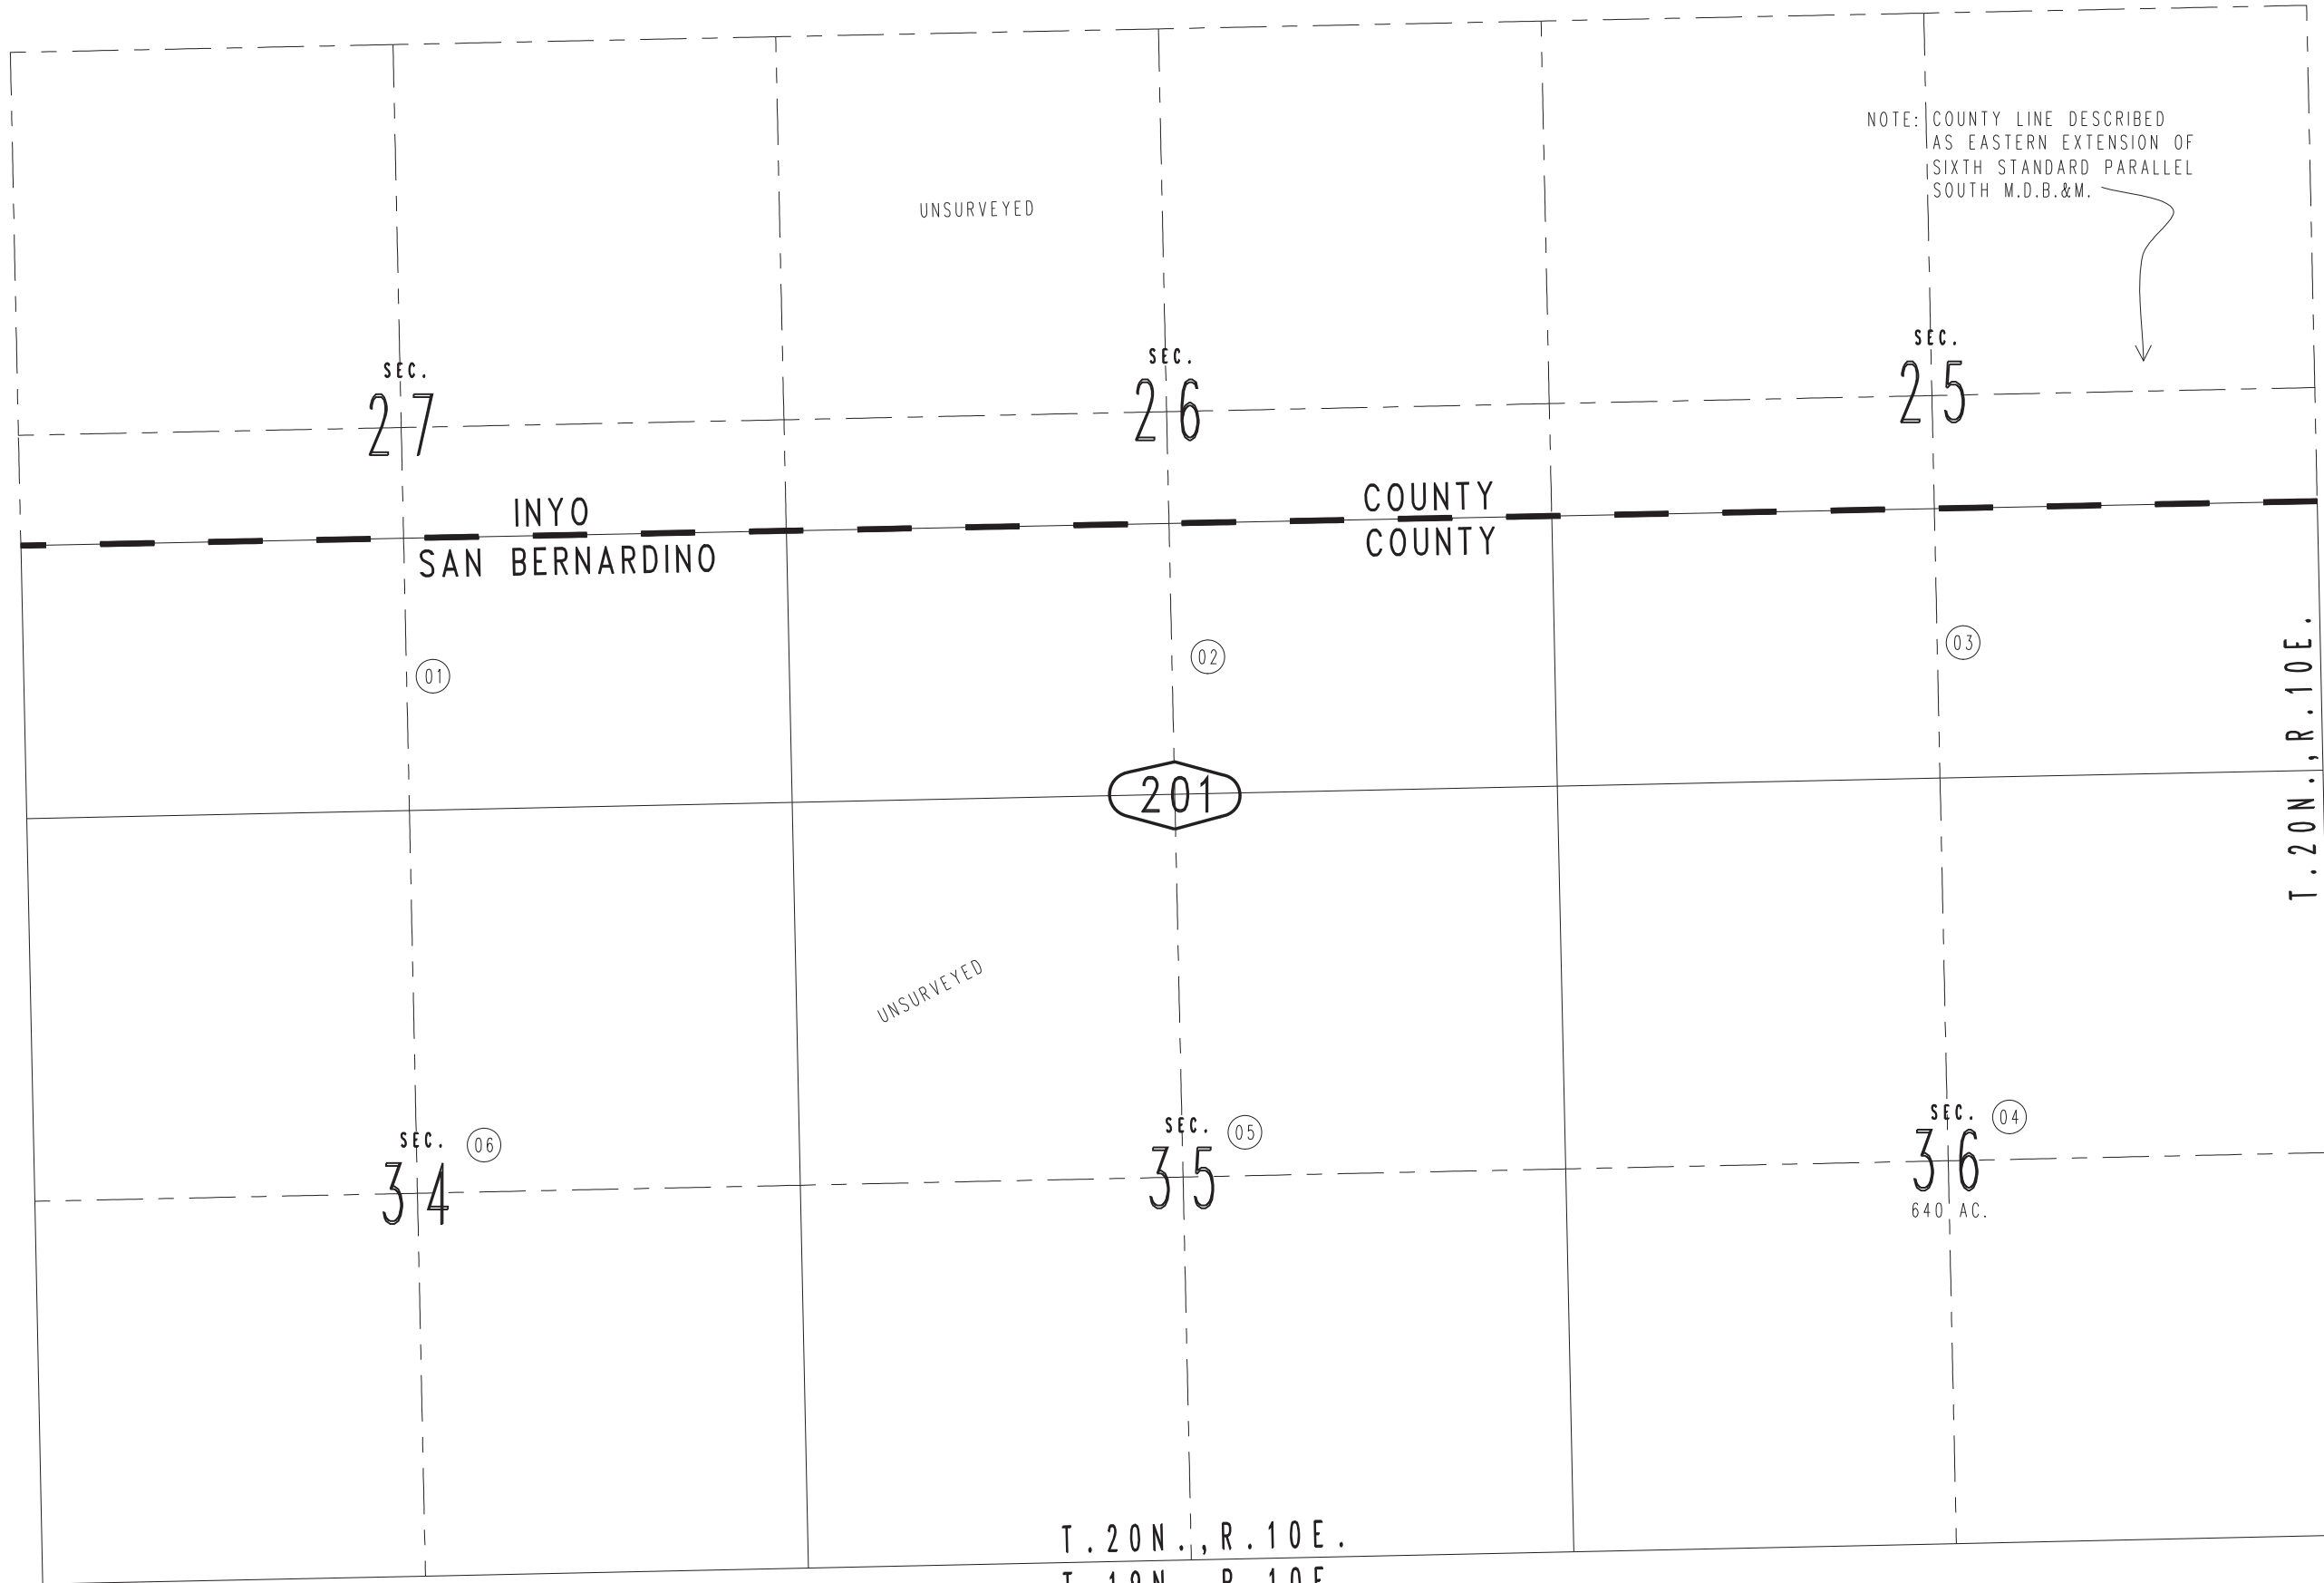 NOTE: COUNTY LINE DESCRIBED
AS EASTERN EXTENSION OF
SIXTH STANDARD PARALLEL
SOUTH M.D.B.&M.
UNSURVEYED
SEC.
27
SEC.
26
SEC.
25
INYO COUNTY
SAN BERNARDINO COUNTY
01
02
03
T.20N.,R.10E.
201
UNSURVEYED
SEC. 06
34
SEC. 05
35
SEC. 04
36
640 AC.
T.20N.,R.10E.
T.19N. R.10E